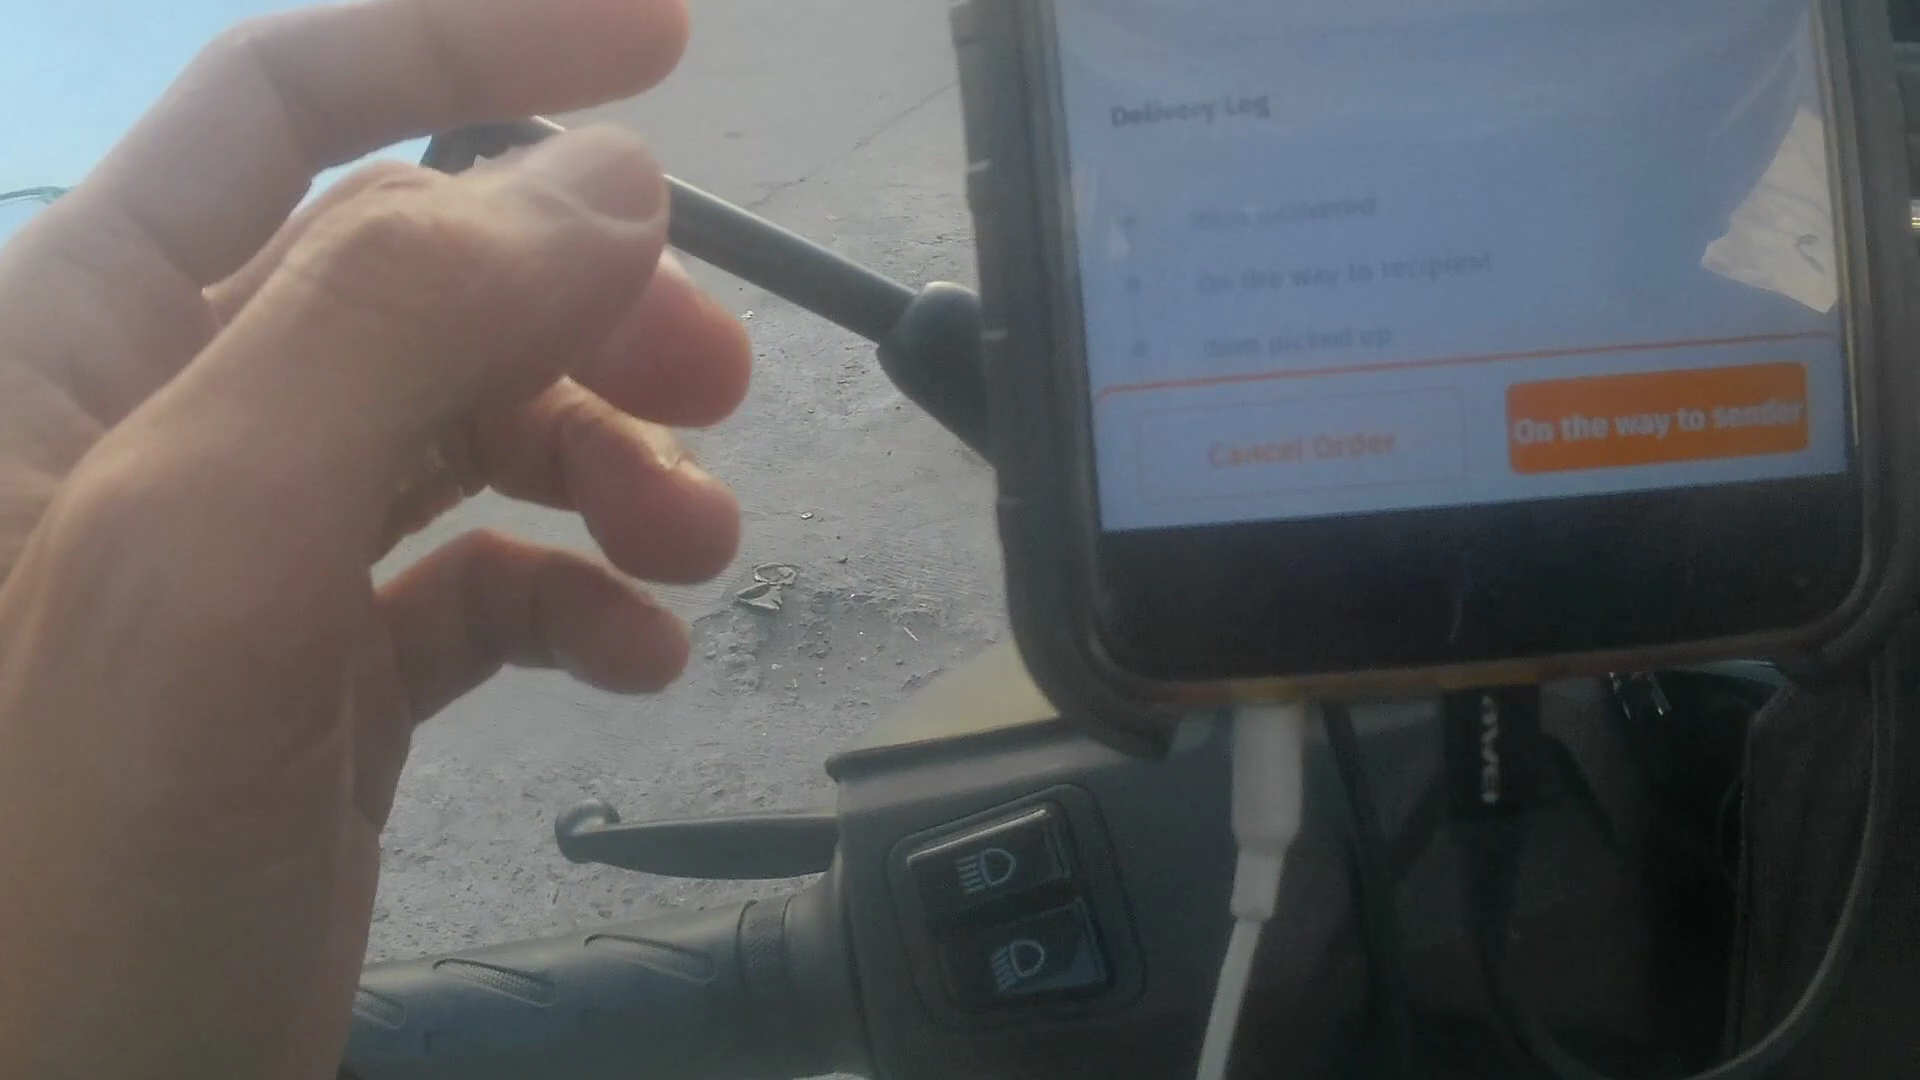 Delivery Log
Item delivered
On the way to recipient
Item picked up
Cancel Order
On the way to sender